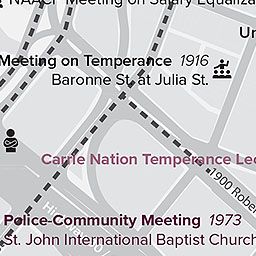 NAACP Meeting on Salary Equaliza
Un
Meeting on Temperance 1916
Baronne St. at Julia St.
Carrie Nation Temperance Lec
1900 Rober
Police-Community Meeting 1973
St. John International Baptist Church